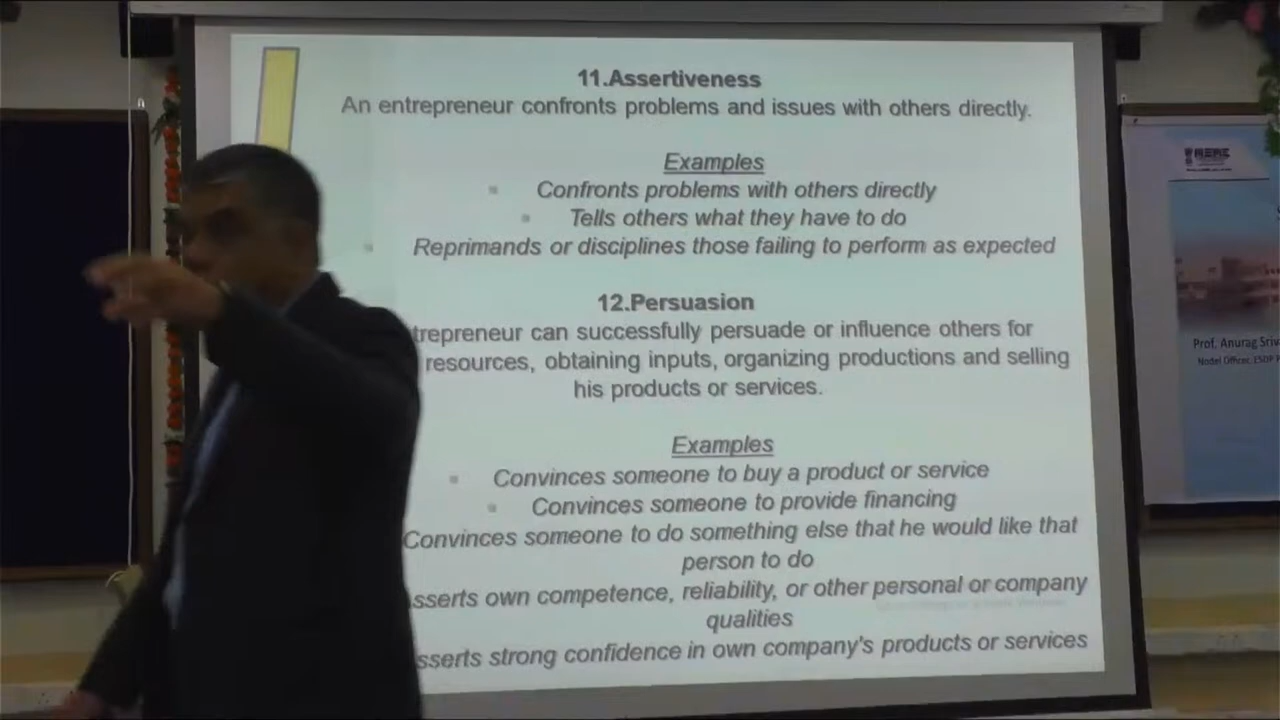 11.Assertiveness
An entrepreneur confronts problems and issues with others directly.
Examples
Confronts problems with others directly
Tells others what they have to do
Reprimands or disciplines those failing to perform as expected
12.Persuasion
trepreneur can successfully persuade or influence others for
resources, obtaining inputs, organizing productions and selling
his products or services.
Examples
Convinces someone to buy a product or service
Convinces someone to provide financing
Convinces someone to do something else that he would like that
person to do
sserts own competence, reliability, or other personal or company
qualities
sserts strong confidence in own company's products or services
Prof. Anurag Sriv
Nodel Officer, ESDP